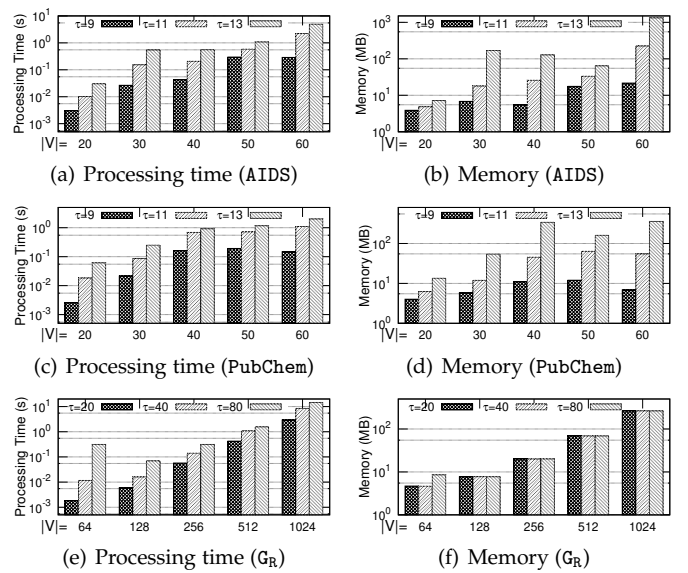 τ=9 τ=11 τ=13
Processing Time (s)
10^1
10^0
10^-1
10^-2
10^-3
|V|= 20 30 40 50 60
(a) Processing time (AIDS)
τ=9 τ=11 τ=13
Memory (MB)
10^3
10^2
10^1
10^0
|V|= 20 30 40 50 60
(b) Memory (AIDS)
τ=9 τ=11 τ=13
Processing Time (s)
10^0
10^-1
10^-2
10^-3
|V|= 20 30 40 50 60
(c) Processing time (PubChem)
τ=9 τ=11 τ=13
Memory (MB)
10^2
10^1
10^0
|V|= 20 30 40 50 60
(d) Memory (PubChem)
τ=20 τ=40 τ=80
Processing Time (s)
10^1
10^0
10^-1
10^-2
10^-3
|V|= 64 128 256 512 1024
(e) Processing time (G_R)
τ=20 τ=40 τ=80
Memory (MB)
10^2
10^1
10^0
|V|= 64 128 256 512 1024
(f) Memory (G_R)